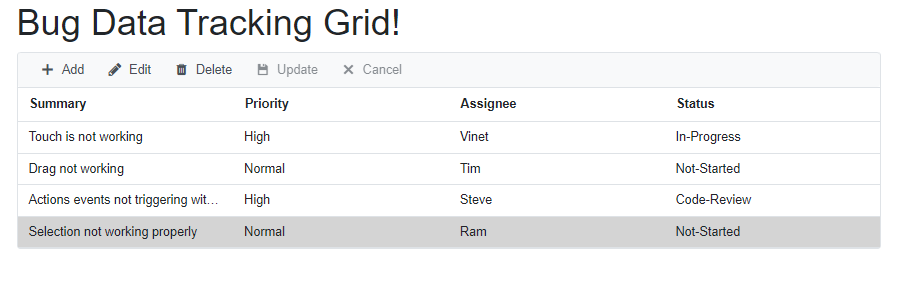 Bug Data Tracking Grid!
Add Edit Delete Update Cancel
Summary Priority Assignee Status
Touch is not working High Vinet In-Progress
Drag not working Normal Tim Not-Started
Actions events not triggering wit… High Steve Code-Review
Selection not working properly Normal Ram Not-Started